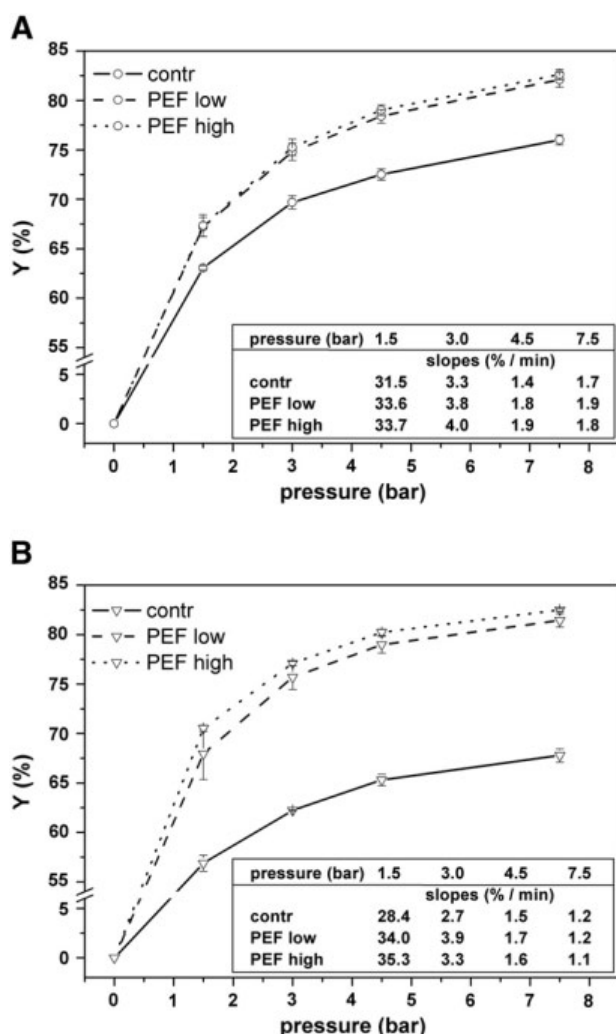 A
85
80
75
70
65
60
55
5
0
Y (%)
contr
PEF low
PEF high
pressure (bar) 1.5 3.0 4.5 7.5
slopes (% / min)
contr 31.5 3.3 1.4 1.7
PEF low 33.6 3.8 1.8 1.9
PEF high 33.7 4.0 1.9 1.8
0 1 2 3 4 5 6 7 8
pressure (bar)
B
85
80
75
70
65
60
55
5
0
Y (%)
contr
PEF low
PEF high
pressure (bar) 1.5 3.0 4.5 7.5
slopes (% / min)
contr 28.4 2.7 1.5 1.2
PEF low 34.0 3.9 1.7 1.2
PEF high 35.3 3.3 1.6 1.1
0 1 2 3 4 5 6 7 8
pressure (bar)